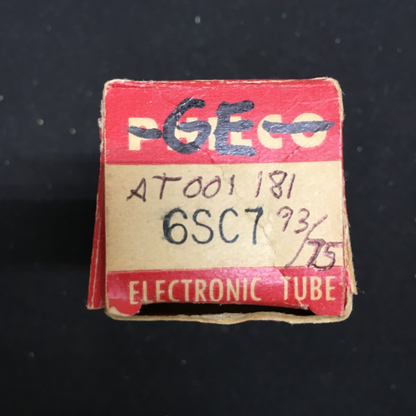 GE
AT001 181
6SC7 93/75
ELECTRONIC TUBE